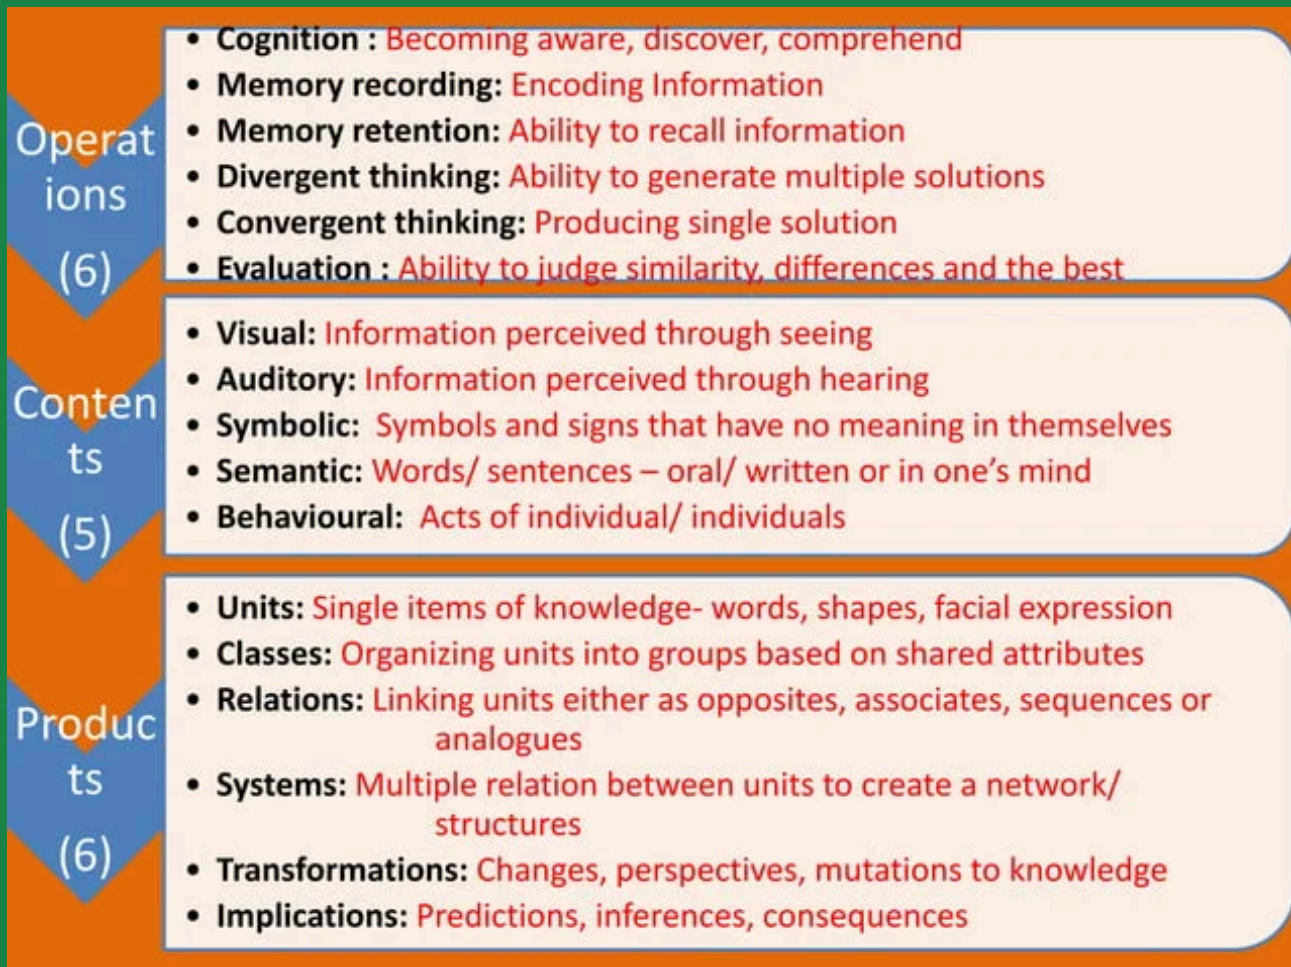 Operat
ions
(6)
• Cognition : Becoming aware, discover, comprehend
• Memory recording: Encoding Information
• Memory retention: Ability to recall information
• Divergent thinking: Ability to generate multiple solutions
• Convergent thinking: Producing single solution
• Evaluation : Ability to judge similarity, differences and the best
Conten
ts
(5)
• Visual: Information perceived through seeing
• Auditory: Information perceived through hearing
• Symbolic: Symbols and signs that have no meaning in themselves
• Semantic: Words/ sentences – oral/ written or in one's mind
• Behavioural: Acts of individual/ individuals
Produc
ts
(6)
• Units: Single items of knowledge- words, shapes, facial expression
• Classes: Organizing units into groups based on shared attributes
• Relations: Linking units either as opposites, associates, sequences or
analogues
• Systems: Multiple relation between units to create a network/
structures
• Transformations: Changes, perspectives, mutations to knowledge
• Implications: Predictions, inferences, consequences